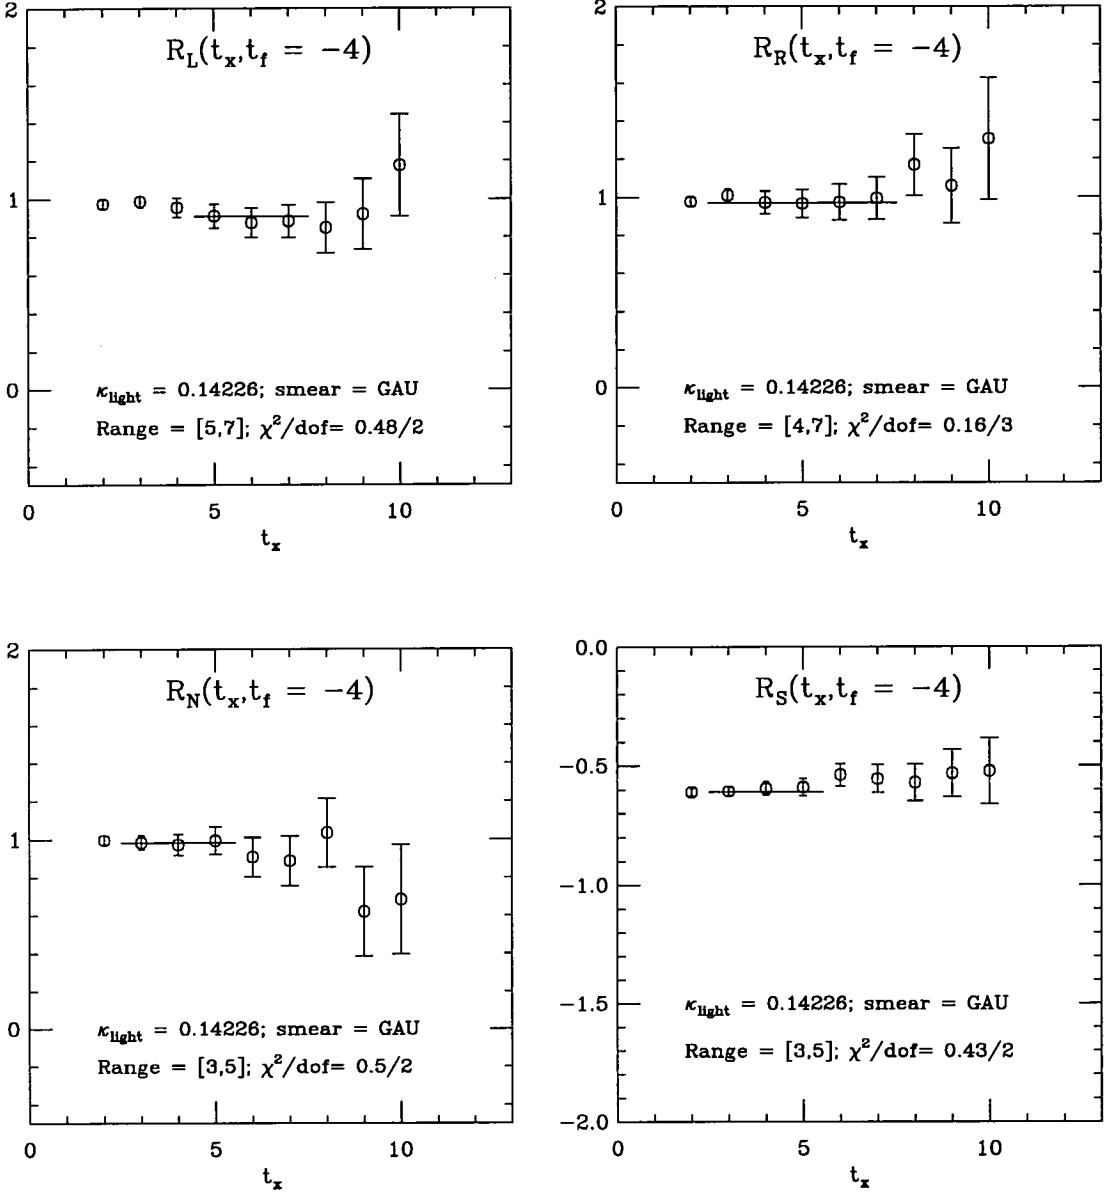 R_L(t_x,t_f = −4)
2
1
0
κ_light = 0.14226; smear = GAU
Range = [5,7]; χ²/dof= 0.48/2
0
5
10
t_x
R_R(t_x,t_f = −4)
2
1
0
κ_light = 0.14226; smear = GAU
Range = [4,7]; χ²/dof= 0.16/3
0
5
10
t_x
R_N(t_x,t_f = −4)
2
1
0
κ_light = 0.14226; smear = GAU
Range = [3,5]; χ²/dof= 0.5/2
0
5
10
t_x
R_S(t_x,t_f = −4)
0.0
−0.5
−1.0
−1.5
−2.0
κ_light = 0.14226; smear = GAU
Range = [3,5]; χ²/dof= 0.43/2
0
5
10
t_x